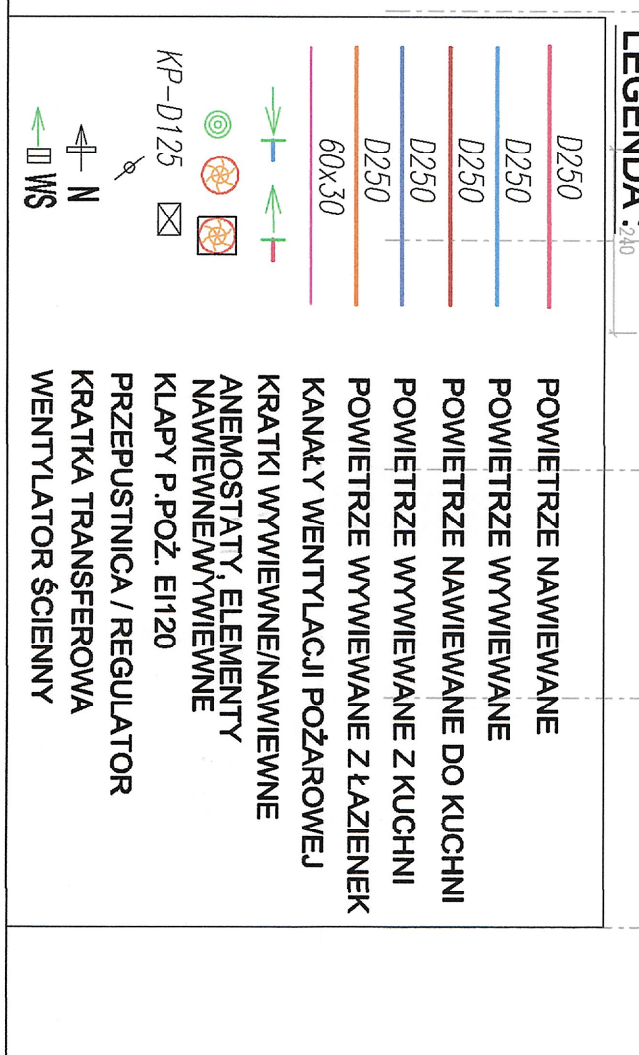 LEGENDA :
240
D250 POWIETRZE NAWIEWANE
D250 POWIETRZE WYWIEWANE
D250 POWIETRZE NAWIEWANE DO KUCHNI
D250 POWIETRZE WYWIEWANE Z KUCHNI
D250 POWIETRZE WYWIEWANE Z ŁAZIENEK
60x30 KANAŁY WENTYLACJI POŻAROWEJ
KRATKI WYWIEWNE/NAWIEWNE
ANEMOSTATY, ELEMENTY
NAWIEWNE/WYWIEWNE
KP-D125 KLAPY P.POŻ. EI120
PRZEPUSTNICA / REGULATOR
N KRATKA TRANSFEROWA
WS WENTYLATOR ŚCIENNY